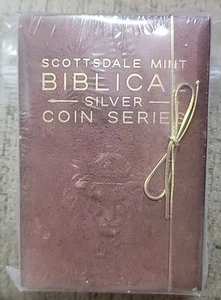 SCOTTSDALE MINT
BIBLICA
SILVER
COIN SERIES